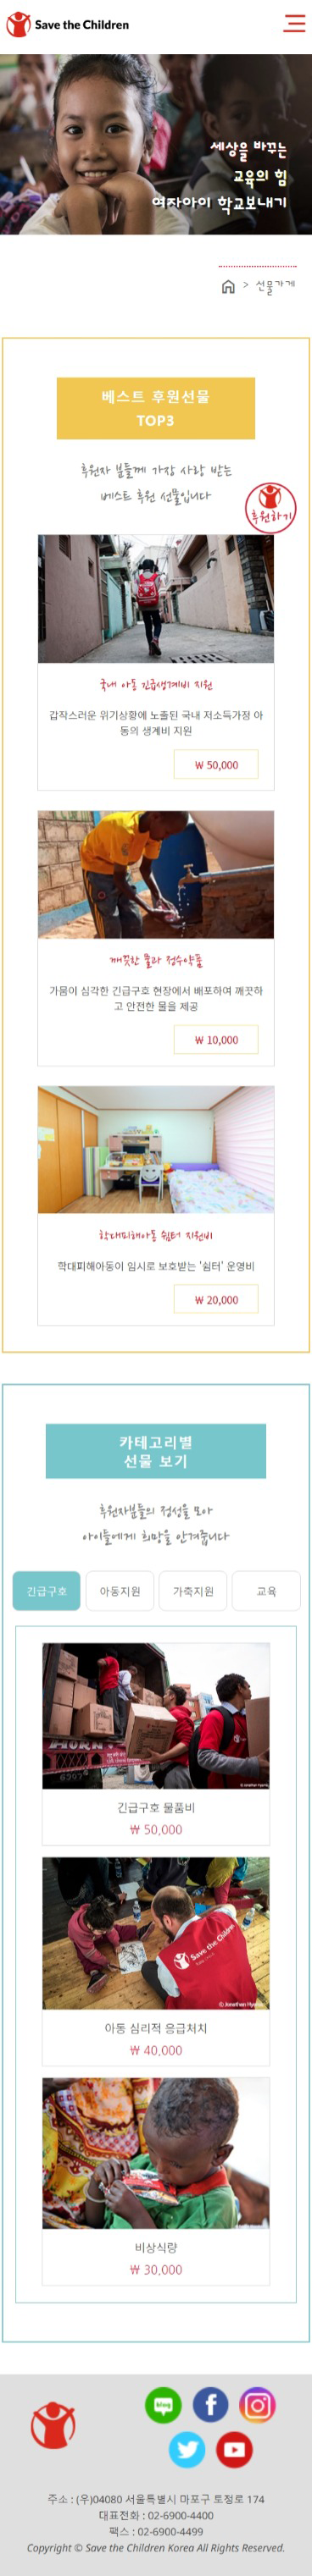 Save the Children
세상을 바꾸는
교육의 힘
여자아이 학교보내기
> 선물가게
베스트 후원선물
TOP3
후원자 분들께 가장 사랑 받는
베스트 후원 선물입니다
후원하기
국내 아동 긴급생계비 지원
갑작스러운 위기상황에 노출된 국내 저소득가정 아
동의 생계비 지원
₩ 50,000
깨끗한 물과 정수약품
가뭄이 심각한 긴급구호 현장에서 배포하여 깨끗하
고 안전한 물을 제공
₩ 10,000
학대피해아동 쉼터 지원비
학대피해아동이 임시로 보호받는 '쉼터' 운영비
₩ 20,000
카테고리별
선물 보기
후원자분들의 정성을 모아
아이들에게 희망을 안겨줍니다
긴급구호 아동지원 가족지원 교육
긴급구호 물품비
₩ 50,000
Save the Children
아동 심리적 응급처치
₩ 40,000
비상식량
₩ 30,000
blog
주소 : (우)04080 서울특별시 마포구 토정로 174
대표전화 : 02-6900-4400
팩스 : 02-6900-4499
Copyright © Save the Children Korea All Rights Reserved.